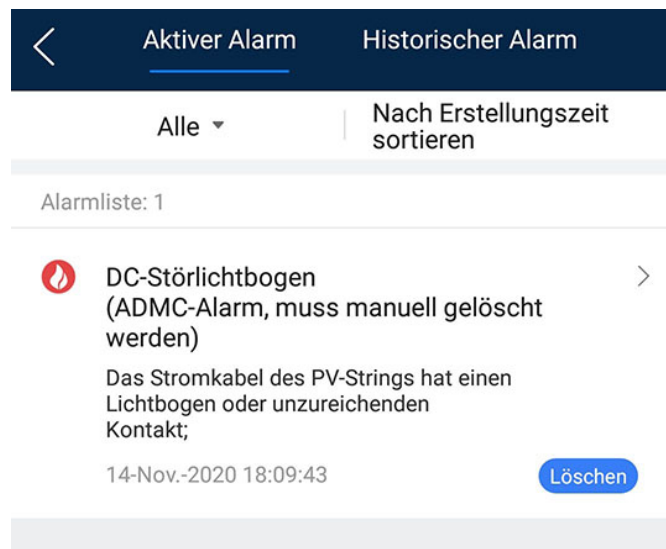 Aktiver Alarm
Historischer Alarm
Alle
Nach Erstellungszeit
sortieren
Alarmliste: 1
DC-Störlichtbogen
(ADMC-Alarm, muss manuell gelöscht
werden)
Das Stromkabel des PV-Strings hat einen
Lichtbogen oder unzureichenden
Kontakt;
14-Nov.-2020 18:09:43
Löschen